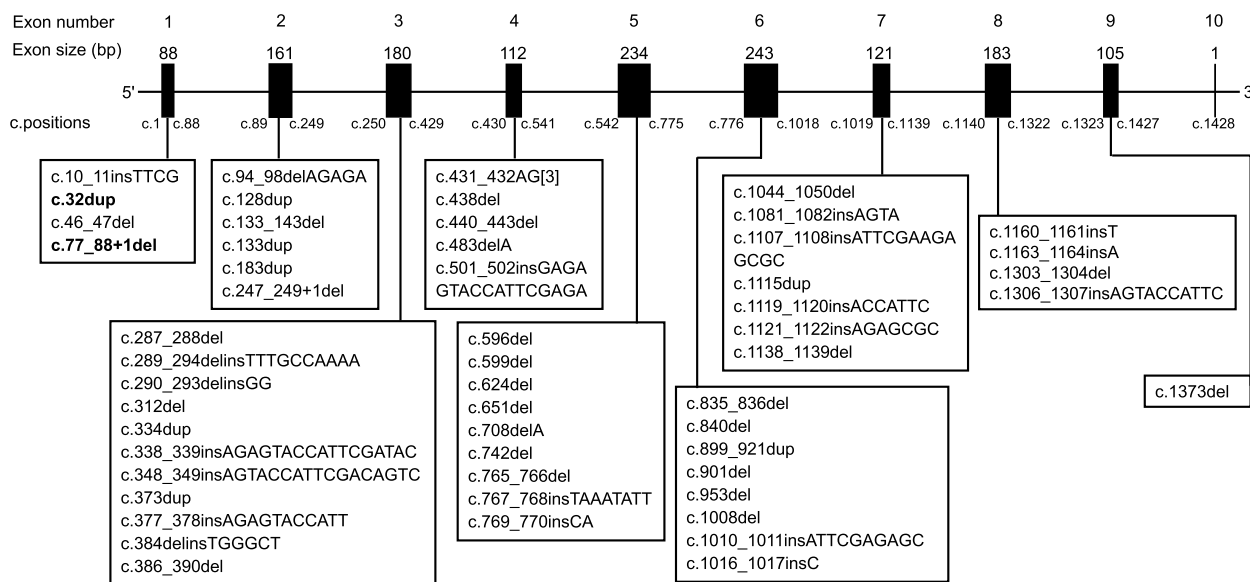 Exon number 1 2 3 4 5 6 7 8 9 10
Exon size (bp) 88 161 180 112 234 243 121 183 105 1
5' 3'
c.positions c.1 c.88 c.89 c.249 c.250 c.429 c.430 c.541 c.542 c.775 c.776 c.1018 c.1019 c.1139 c.1140 c.1322 c.1323 c.1427 c.1428
c.10_11insTTCG
c.32dup
c.46_47del
c.77_88+1del
c.94_98delAGAGA
c.128dup
c.133_143del
c.133dup
c.183dup
c.247_249+1del
c.287_288del
c.289_294delinsTTTGCCAAAA
c.290_293delinsGG
c.312del
c.334dup
c.338_339insAGAGTACCATTCGATAC
c.348_349insAGTACCATTCGACAGTC
c.373dup
c.377_378insAGAGTACCATT
c.384delinsTGGGCT
c.386_390del
c.431_432AG[3]
c.438del
c.440_443del
c.483delA
c.501_502insGAGA
GTACCATTCGAGA
c.596del
c.599del
c.624del
c.651del
c.708delA
c.742del
c.765_766del
c.767_768insTAAATATT
c.769_770insCA
c.835_836del
c.840del
c.899_921dup
c.901del
c.953del
c.1008del
c.1010_1011insATTCGAGAGC
c.1016_1017insC
c.1044_1050del
c.1081_1082insAGTA
c.1107_1108insATTCGAAGA
GCGC
c.1115dup
c.1119_1120insACCATTC
c.1121_1122insAGAGCGC
c.1138_1139del
c.1160_1161insT
c.1163_1164insA
c.1303_1304del
c.1306_1307insAGTACCATTC
c.1373del